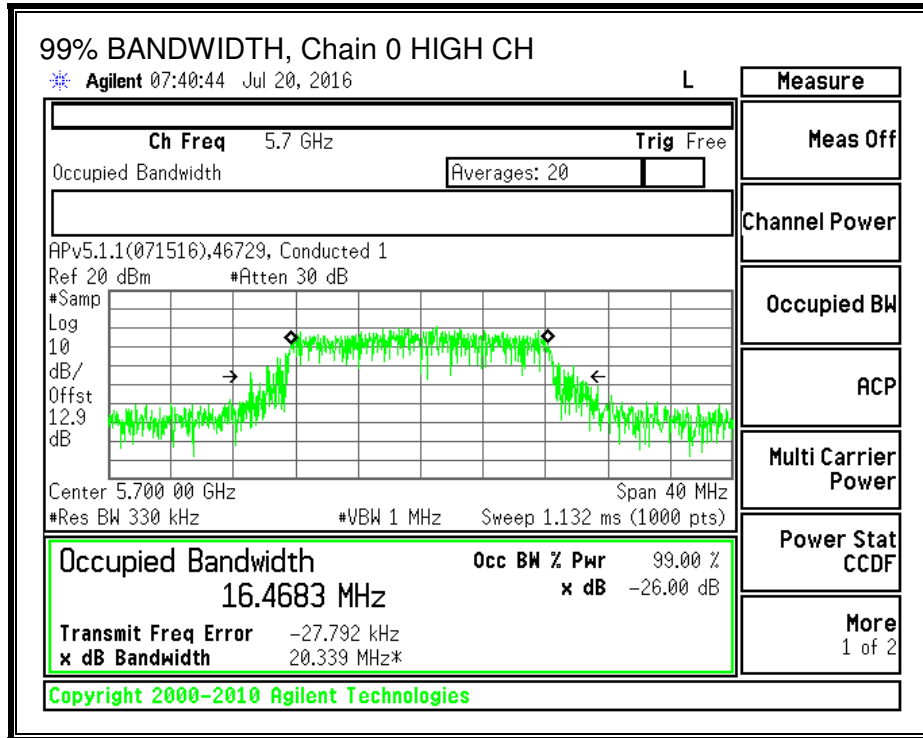 99% BANDWIDTH, Chain 0 HIGH CH
Agilent 07:40:44 Jul 20, 2016 L
Measure
Ch Freq 5.7 GHz Trig Free
Meas Off
Occupied Bandwidth Averages: 20
Channel Power
APv5.1.1(071516),46729, Conducted 1
Ref 20 dBm #Atten 30 dB
#Samp
Log
10
dB/
Offst
12.9
dB
Occupied BW
ACP
Multi Carrier
Power
Center 5.700 00 GHz Span 40 MHz
#Res BW 330 kHz #VBW 1 MHz Sweep 1.132 ms (1000 pts)
Power Stat
CCDF
Occupied Bandwidth Occ BW % Pwr 99.00 %
16.4683 MHz x dB -26.00 dB
Transmit Freq Error -27.792 kHz
x dB Bandwidth 20.339 MHz*
More
1 of 2
Copyright 2000-2010 Agilent Technologies